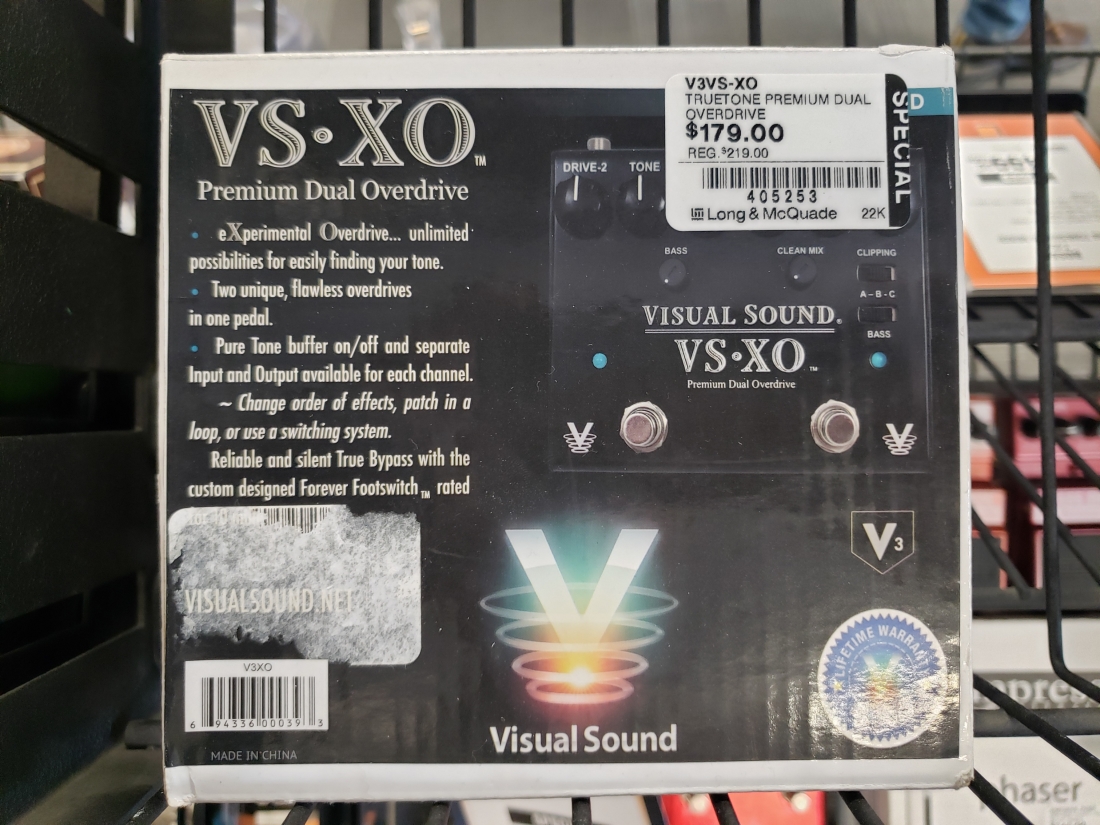 VS·XO™
Premium Dual Overdrive
• eXperimental Overdrive... unlimited
possibilities for easily finding your tone.
• Two unique, flawless overdrives
in one pedal.
• Pure Tone buffer on/off and separate
Input and Output available for each channel.
~ Change order of effects, patch in a
loop, or use a switching system.
Reliable and silent True Bypass with the
custom designed Forever Footswitch™ rated
VISUALSOUND.NET
V3XO
6 94336 00039 3
MADE IN CHINA
V3VS-XO
TRUETONE PREMIUM DUAL
OVERDRIVE
$179.00
REG. $219.00
405253
Long & McQuade 22K
SPECIAL
D
DRIVE-2 TONE
BASS CLEAN MIX CLIPPING
A-B-C
BASS
VISUAL SOUND®
VS·XO™
Premium Dual Overdrive
V3
LIFETIME WARRANTY
V
Visual Sound
phaser